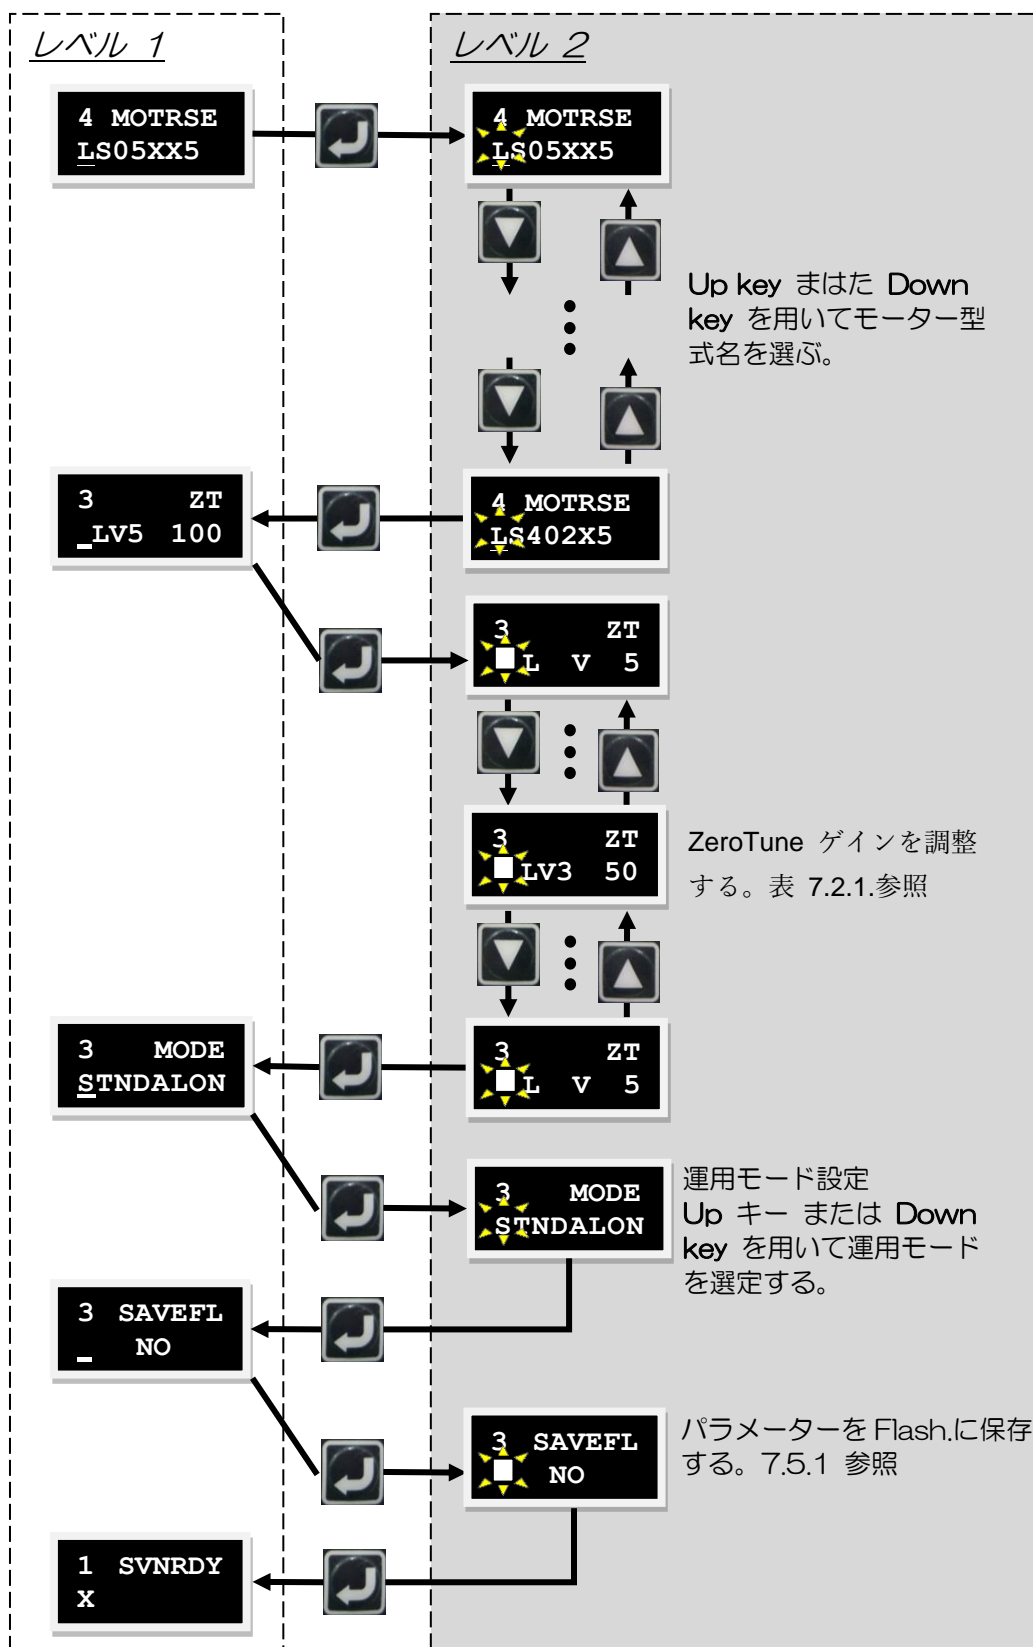 レベル 1
レベル 2
4 MOTRSE
LS05XX5
4 MOTRSE
LS05XX5
Up key まはた Down
key を用いてモーター型
式名を選ぶ。
3 ZT
_LV5 100
4 MOTRSE
LS402X5
3 ZT
L V 5
3 ZT
LV3 50
ZeroTune ゲインを調整
する。表 7.2.1.参照
3 MODE
STNDALON
3 ZT
L V 5
3 MODE
STNDALON
運用モード設定
Up キー または Down
key を用いて運用モード
を選定する。
3 SAVEFL
_ NO
3 SAVEFL
NO
パラメーターを Flash.に保存
する。7.5.1 参照
1 SVNRDY
X